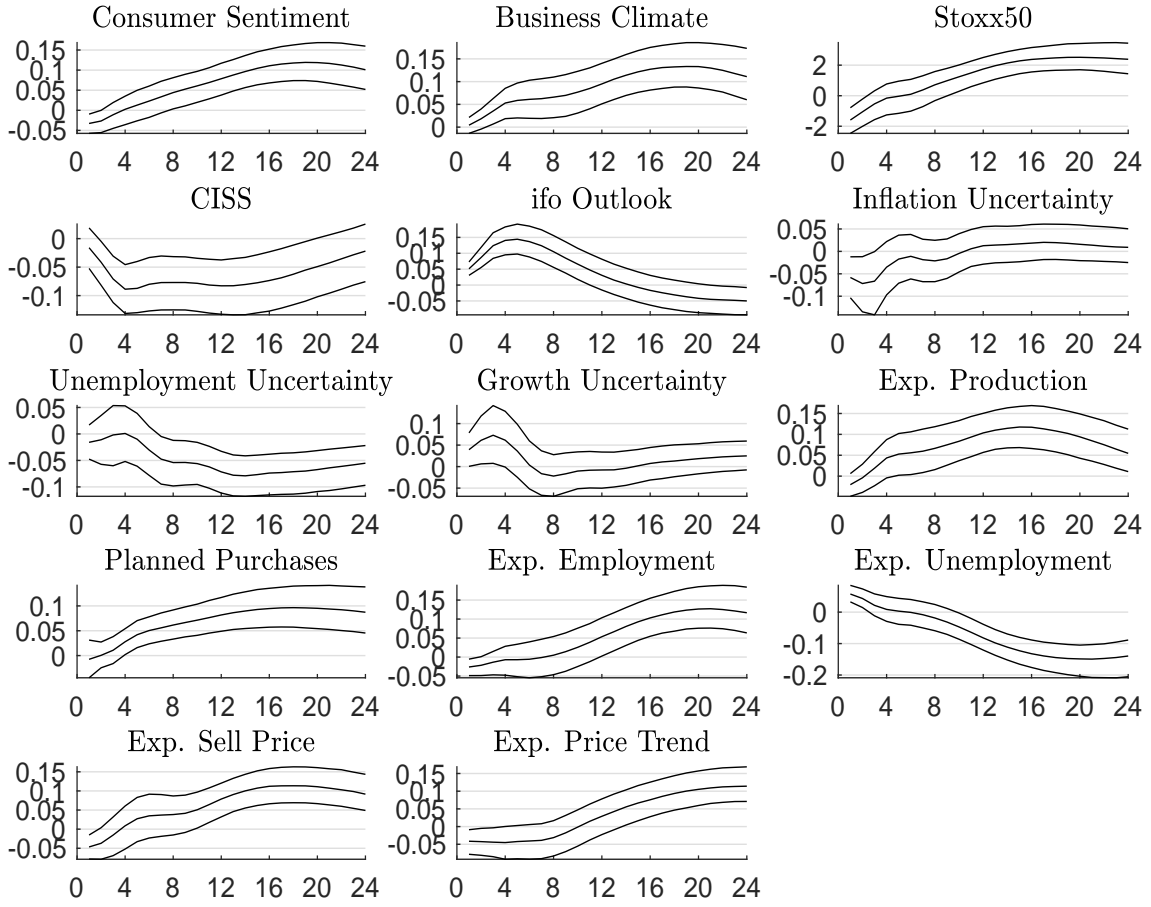 Consumer Sentiment
0.15
0.1
0.05
0
-0.05
0 4 8 12 16 20 24
Business Climate
0.15
0.1
0.05
0
0 4 8 12 16 20 24
Stoxx50
2
0
-2
0 4 8 12 16 20 24
CISS
0
-0.05
-0.1
0 4 8 12 16 20 24
ifo Outlook
0.15
0.1
0.05
0
-0.05
0 4 8 12 16 20 24
Inflation Uncertainty
0.05
0
-0.05
-0.1
0 4 8 12 16 20 24
Unemployment Uncertainty
0.05
0
-0.05
-0.1
0 4 8 12 16 20 24
Growth Uncertainty
0.1
0.05
0
-0.05
0 4 8 12 16 20 24
Exp. Production
0.15
0.1
0.05
0
0 4 8 12 16 20 24
Planned Purchases
0.1
0.05
0
0 4 8 12 16 20 24
Exp. Employment
0.15
0.1
0.05
0
-0.05
0 4 8 12 16 20 24
Exp. Unemployment
0
-0.1
-0.2
0 4 8 12 16 20 24
Exp. Sell Price
0.15
0.1
0.05
0
-0.05
0 4 8 12 16 20 24
Exp. Price Trend
0.15
0.1
0.05
0
-0.05
0 4 8 12 16 20 24